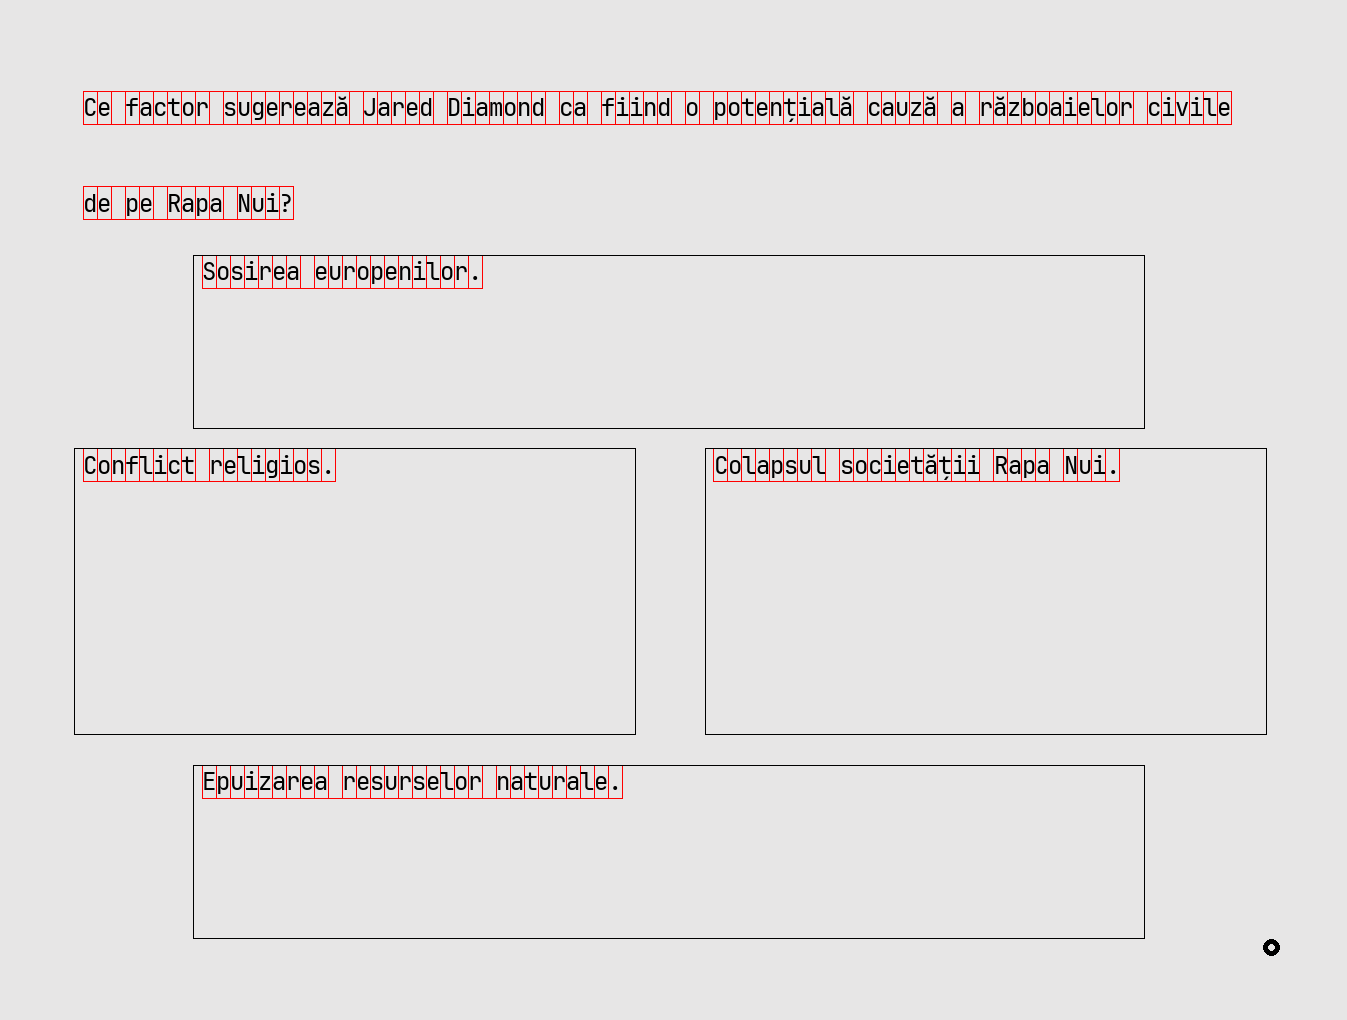 Ce factor sugerează Jared Diamond ca fiind o potențială cauză a războaielor civile
de pe Rapa Nui?
Sosirea europenilor.
Conflict religios.
Colapsul societății Rapa Nui.
Epuizarea resurselor naturale.